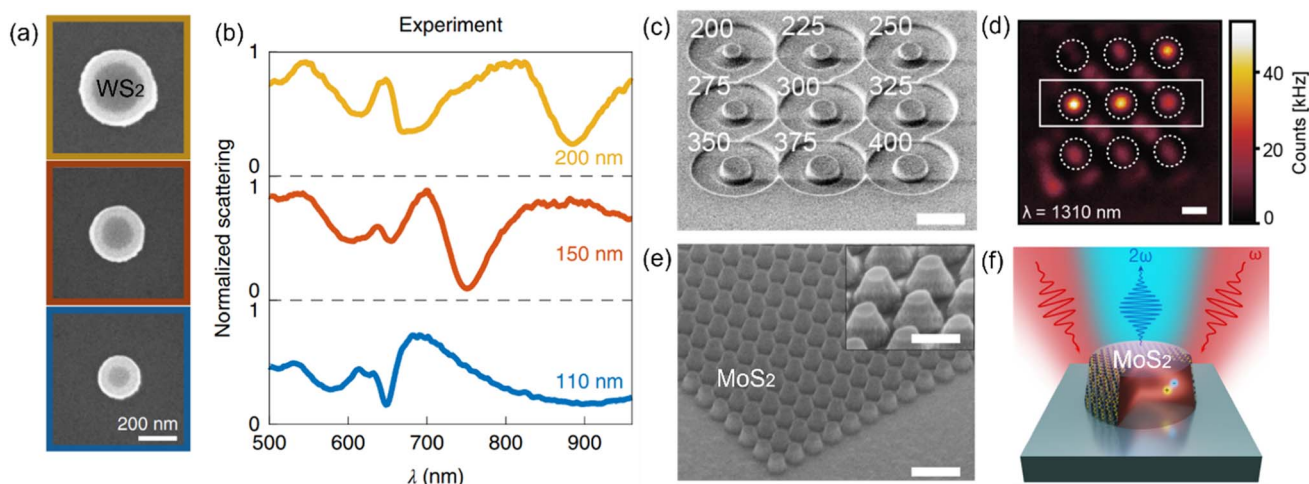 (a)
WS₂
200 nm
(b)
Experiment
Normalized scattering
1
0
1
0
1
0
200 nm
150 nm
110 nm
500
600
700
800
900
λ (nm)
(c)
200 225 250
275 300 325
350 375 400
(d)
λ = 1310 nm
40
20
0
Counts [kHz]
(e)
MoS₂
(f)
2ω
ω
MoS₂